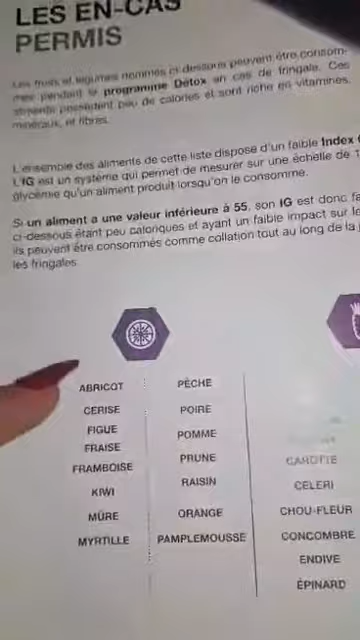 LES EN-CAS
PERMIS
Les fruits et légumes nommés ci-dessous peuvent être consom-
més pendant le programme Détox en cas de fringale. Ces
aliments possèdent peu de calories et sont riche en vitamines,
minéraux, et fibres.
L'ensemble des aliments de cette liste dispose d'un faible Index
L'IG est un système qui permet de mesurer sur une échelle de 1
glycémie qu'un aliment produit lorsqu'on le consomme.
Si un aliment a une valeur inférieure à 55, son IG est donc fa
ci-dessous étant peu caloriques et ayant un faible impact sur le
ils peuvent être consommés comme collation tout au long de la
les fringales.
ABRICOT
CERISE
FIGUE
FRAISE
FRAMBOISE
KIWI
MÛRE
MYRTILLE
PÊCHE
POIRE
POMME
PRUNE
RAISIN
ORANGE
PAMPLEMOUSSE
CAROTTE
CELERI
CHOU-FLEUR
CONCOMBRE
ENDIVE
ÉPINARD